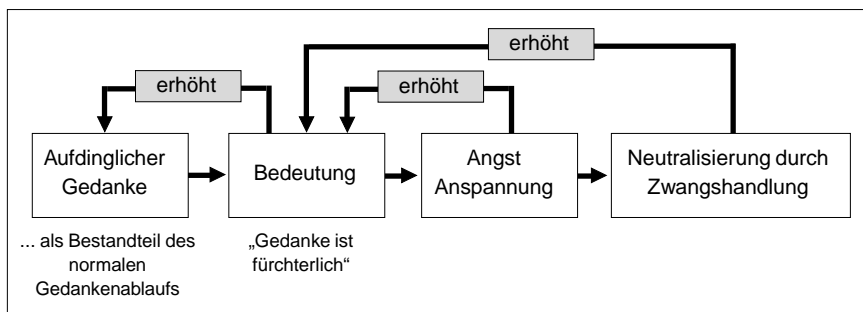 erhöht
erhöht
erhöht
Aufdinglicher
Gedanke
Bedeutung
Angst
Anspannung
Neutralisierung durch
Zwangshandlung
... als Bestandteil des
normalen
Gedankenablaufs
„Gedanke ist
fürchterlich“